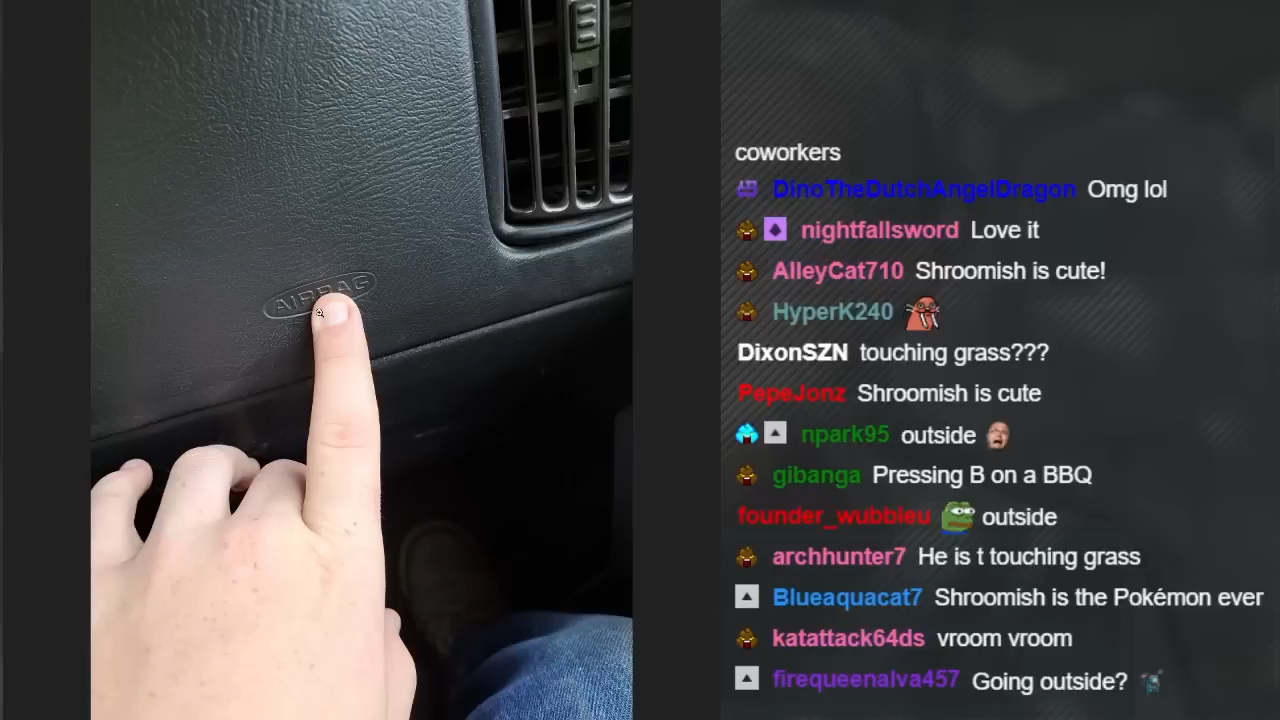 AIRBAG
coworkers
DinoTheDutchAngelDragon Omg lol
nightfallsword Love it
AlleyCat710 Shroomish is cute!
HyperK240
DixonSZN touching grass???
PepeJonz Shroomish is cute
npark95 outside
gibanga Pressing B on a BBQ
founder_wubbleu outside
archhunter7 He is t touching grass
Blueaquacat7 Shroomish is the Pokémon ever
katattack64ds vroom vroom
firequeenalva457 Going outside?